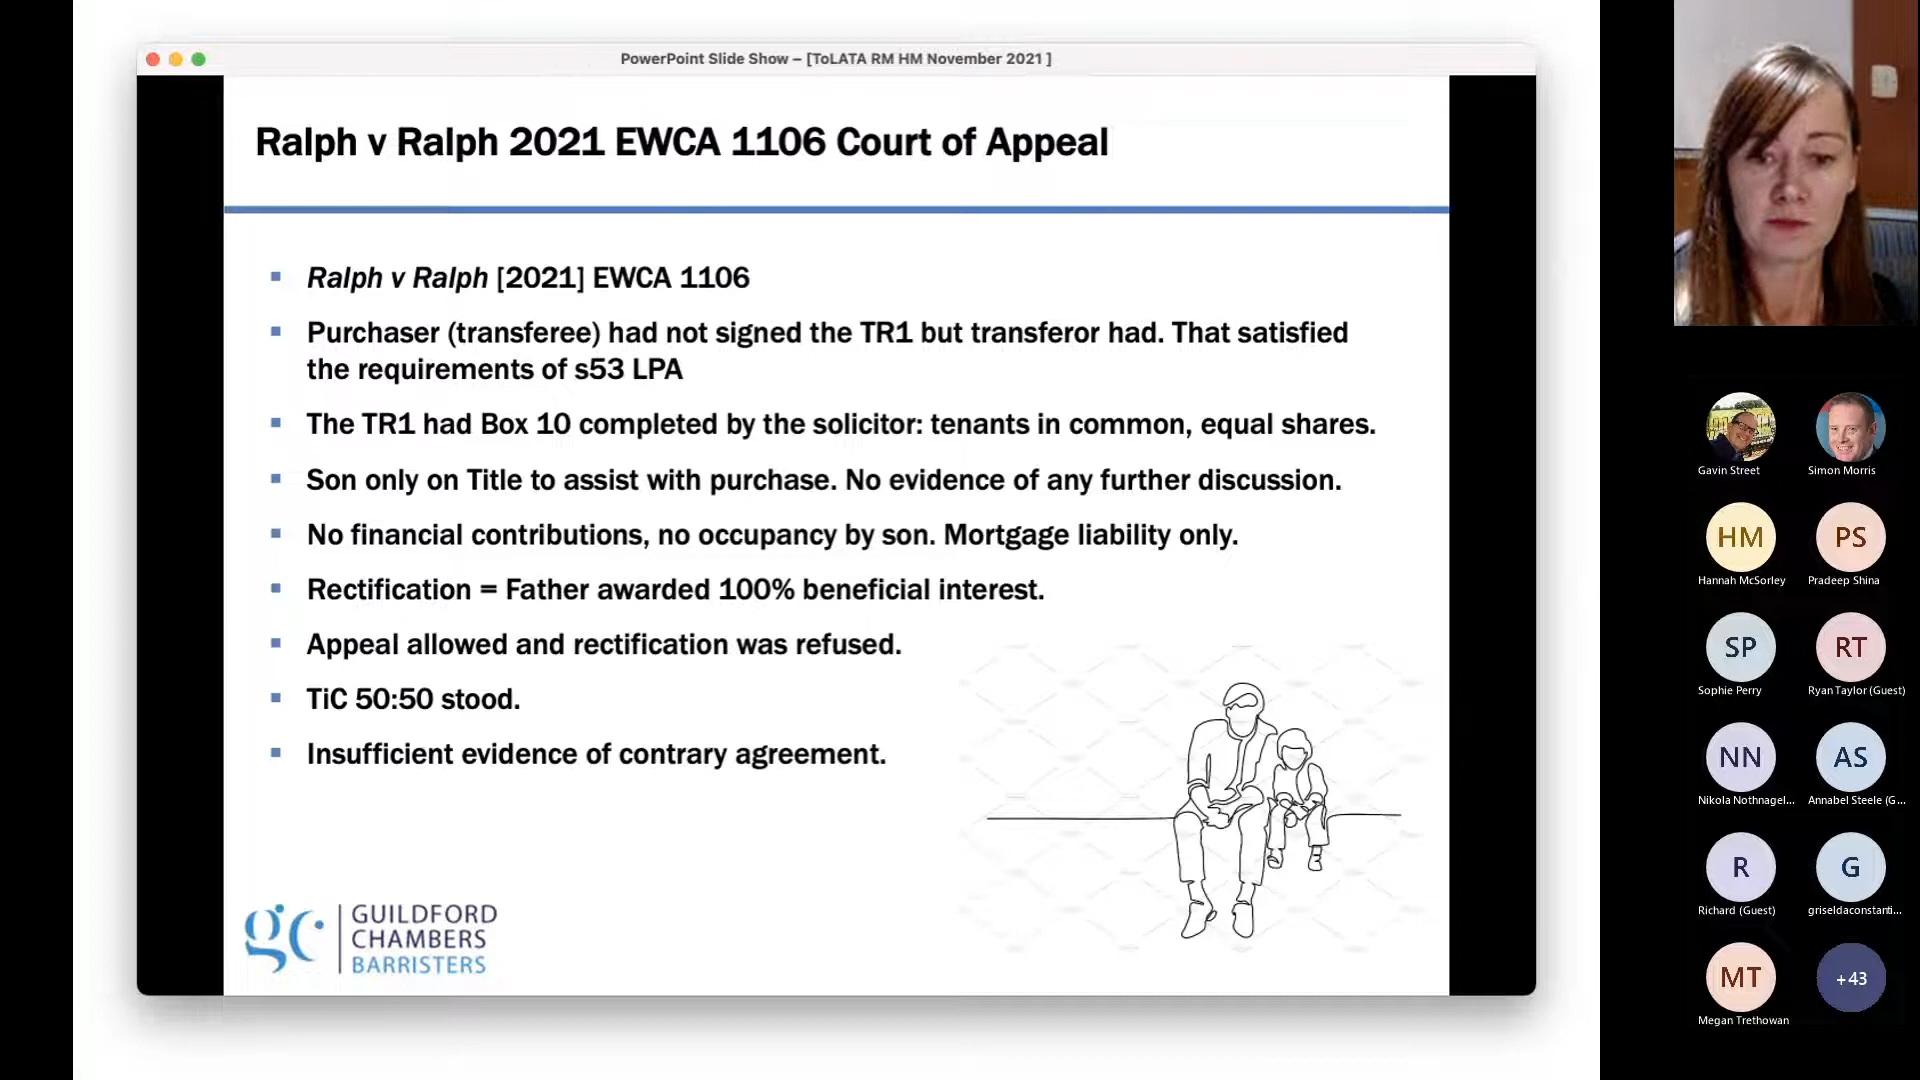 PowerPoint Slide Show – [ToLATA RM HM November 2021 ]
Ralph v Ralph 2021 EWCA 1106 Court of Appeal
Ralph v Ralph [2021] EWCA 1106
Purchaser (transferee) had not signed the TR1 but transferor had. That satisfied
the requirements of s53 LPA
The TR1 had Box 10 completed by the solicitor: tenants in common, equal shares.
Son only on Title to assist with purchase. No evidence of any further discussion.
No financial contributions, no occupancy by son. Mortgage liability only.
Rectification = Father awarded 100% beneficial interest.
Appeal allowed and rectification was refused.
TiC 50:50 stood.
Insufficient evidence of contrary agreement.
gc
GUILDFORD
CHAMBERS
BARRISTERS
Gavin Street
Simon Morris
HM
PS
Hannah McSorley
Pradeep Shina
SP
RT
Sophie Perry
Ryan Taylor (Guest)
NN
AS
Nikola Nothnagel...
Annabel Steele (G...
R
G
Richard (Guest)
griseldaconstanti...
MT
+43
Megan Trethowan